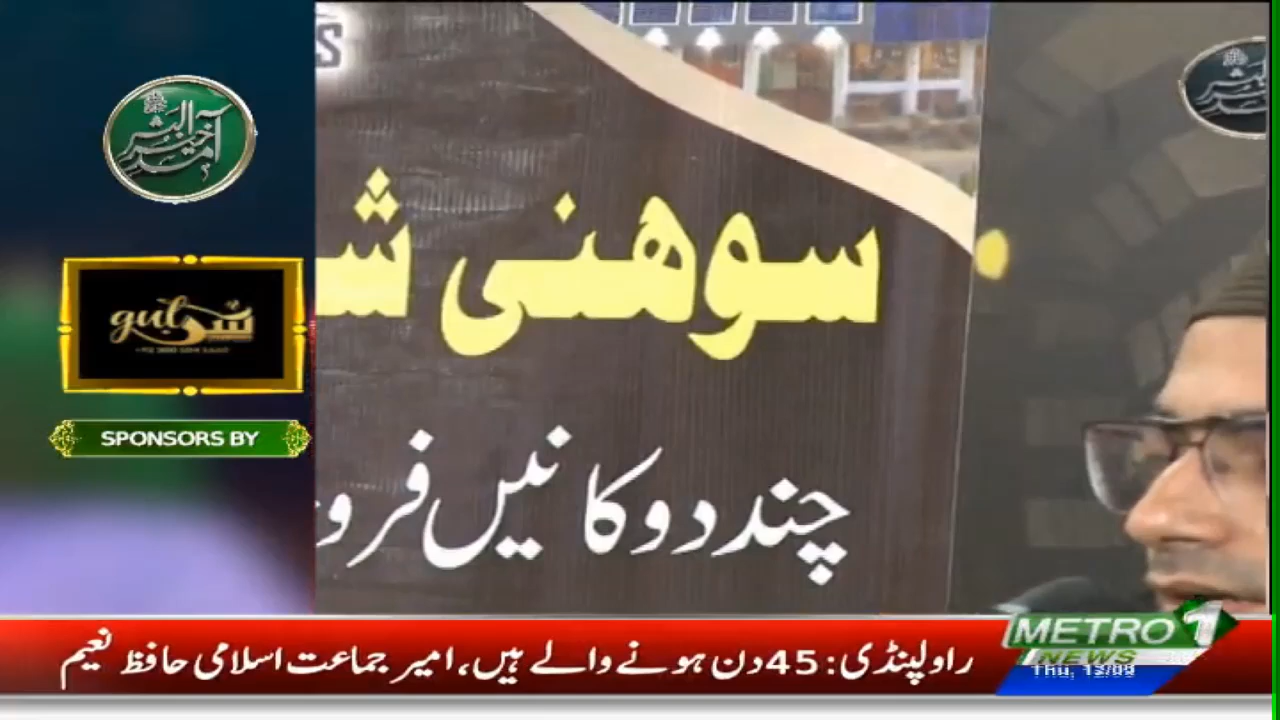 آمد خیر البشر
gul
SPONSORS BY
S
سوهنی ش
چند دوکانیں فرو
راولپنڈی: 45 دن ہونے والے ہیں، امیر جماعت اسلامی حافظ نعیم
METRO 1
NEWS